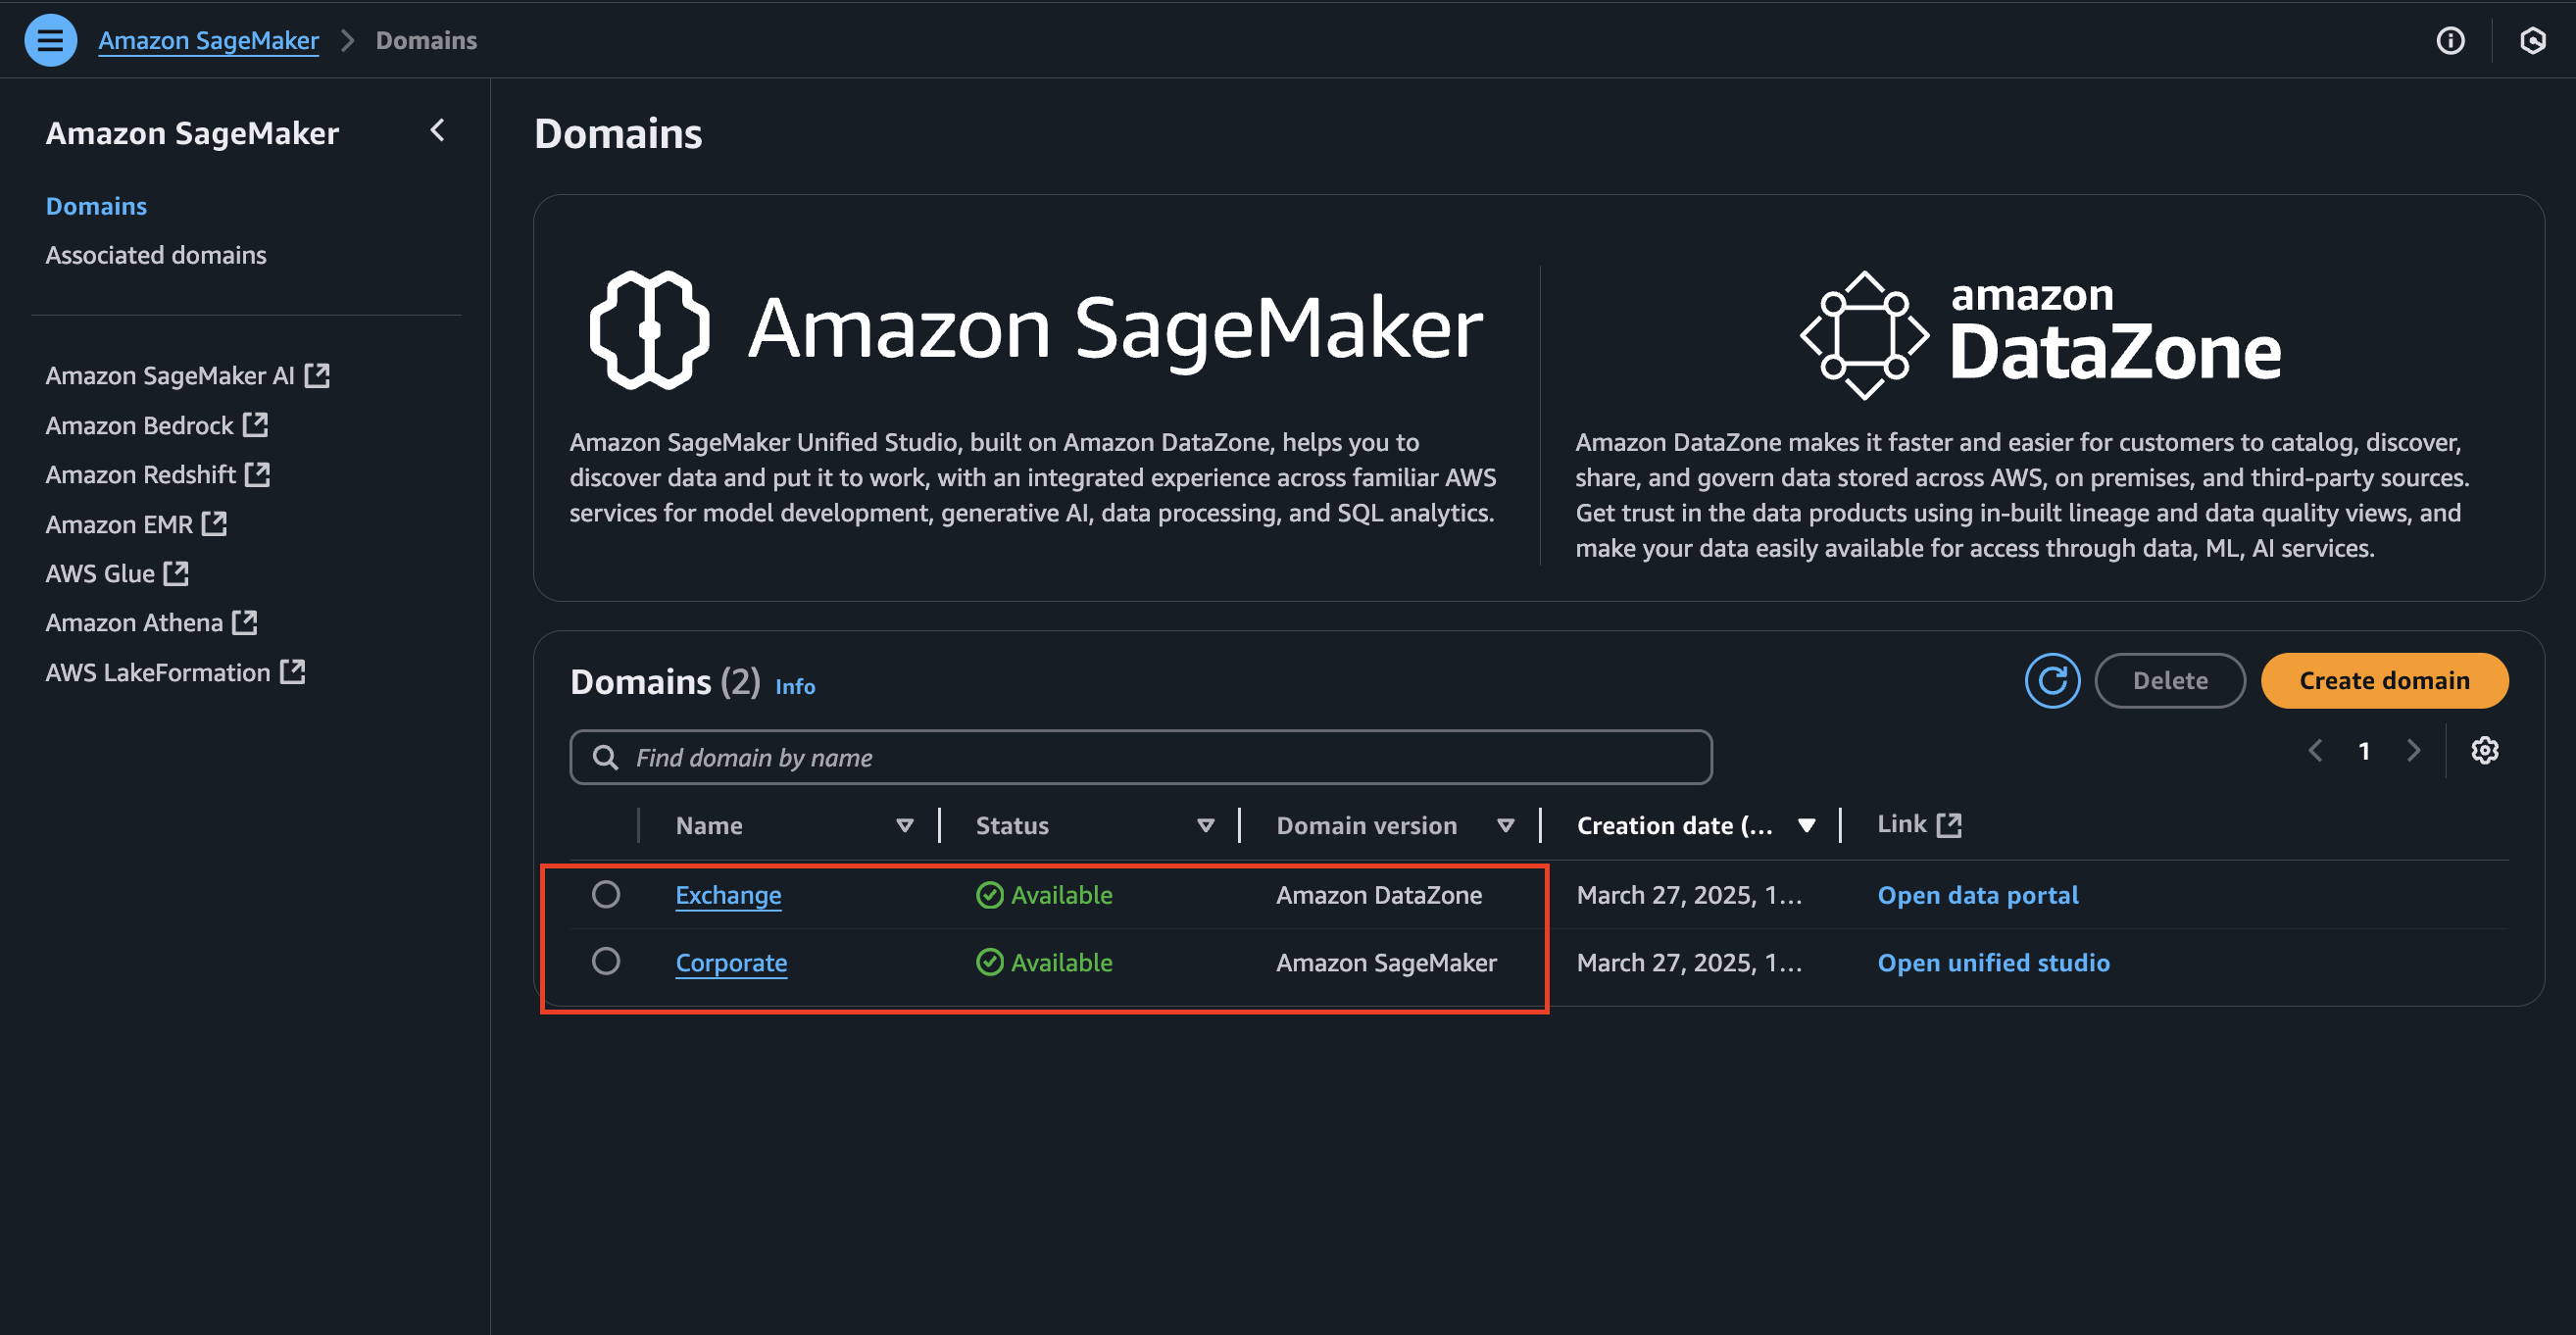 Amazon SageMaker > Domains
Amazon SageMaker
Domains
Associated domains
Amazon SageMaker AI
Amazon Bedrock
Amazon Redshift
Amazon EMR
AWS Glue
Amazon Athena
AWS LakeFormation
Domains
Amazon SageMaker
Amazon SageMaker Unified Studio, built on Amazon DataZone, helps you to
discover data and put it to work, with an integrated experience across familiar AWS
services for model development, generative AI, data processing, and SQL analytics.
amazon
DataZone
Amazon DataZone makes it faster and easier for customers to catalog, discover,
share, and govern data stored across AWS, on premises, and third-party sources.
Get trust in the data products using in-built lineage and data quality views, and
make your data easily available for access through data, ML, AI services.
Domains (2) Info
Delete
Create domain
Find domain by name
1
Name Status Domain version Creation date (... Link
Exchange Available Amazon DataZone March 27, 2025, 1... Open data portal
Corporate Available Amazon SageMaker March 27, 2025, 1... Open unified studio